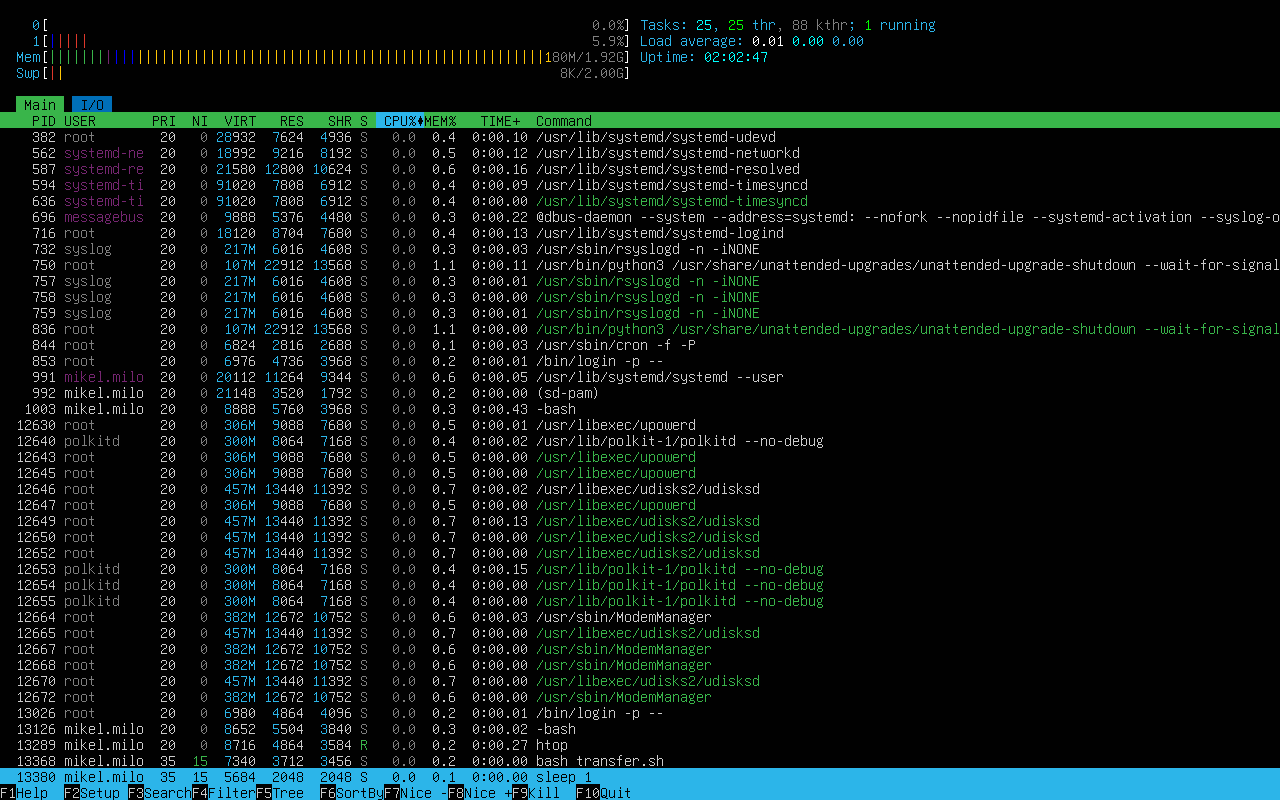 0[ 0.0%] Tasks: 25, 25 thr, 88 kthr; 1 running
1[||||| 5.9%] Load average: 0.01 0.00 0.00
Mem[ 180M/1.92G] Uptime: 02:02:47
Swp[|| 8K/2.00G]
Main I/O
PID USER PRI NI VIRT RES SHR S CPU% MEM% TIME+ Command
382 root 20 0 28932 7624 4936 S 0.0 0.4 0:00.10 /usr/lib/systemd/systemd-udevd
562 systemd-ne 20 0 18992 9216 8192 S 0.0 0.5 0:00.12 /usr/lib/systemd/systemd-networkd
587 systemd-re 20 0 21580 12800 10624 S 0.0 0.6 0:00.16 /usr/lib/systemd/systemd-resolved
594 systemd-ti 20 0 91020 7808 6912 S 0.0 0.4 0:00.09 /usr/lib/systemd/systemd-timesyncd
636 systemd-ti 20 0 91020 7808 6912 S 0.0 0.4 0:00.00 /usr/lib/systemd/systemd-timesyncd
696 messagebus 20 0 9888 5376 4480 S 0.0 0.3 0:00.22 @dbus-daemon --system --address=systemd: --nofork --nopidfile --systemd-activation --syslog-o
716 root 20 0 18120 8704 7680 S 0.0 0.4 0:00.13 /usr/lib/systemd/systemd-logind
732 syslog 20 0 217M 6016 4608 S 0.0 0.3 0:00.03 /usr/sbin/rsyslogd -n -iNONE
750 root 20 0 107M 22912 13568 S 0.0 1.1 0:00.11 /usr/bin/python3 /usr/share/unattended-upgrades/unattended-upgrade-shutdown --wait-for-signal
757 syslog 20 0 217M 6016 4608 S 0.0 0.3 0:00.01 /usr/sbin/rsyslogd -n -iNONE
758 syslog 20 0 217M 6016 4608 S 0.0 0.3 0:00.00 /usr/sbin/rsyslogd -n -iNONE
759 syslog 20 0 217M 6016 4608 S 0.0 0.3 0:00.01 /usr/sbin/rsyslogd -n -iNONE
836 root 20 0 107M 22912 13568 S 0.0 1.1 0:00.00 /usr/bin/python3 /usr/share/unattended-upgrades/unattended-upgrade-shutdown --wait-for-signal
844 root 20 0 6824 2816 2688 S 0.0 0.1 0:00.03 /usr/sbin/cron -f -P
853 root 20 0 6976 4736 3968 S 0.0 0.2 0:00.01 /bin/login -p --
991 mikel.milo 20 0 20112 11264 9344 S 0.0 0.6 0:00.05 /usr/lib/systemd/systemd --user
992 mikel.milo 20 0 21148 3520 1792 S 0.0 0.2 0:00.00 (sd-pam)
1003 mikel.milo 20 0 8888 5760 3968 S 0.0 0.3 0:00.43 -bash
12630 root 20 0 306M 9088 7680 S 0.0 0.5 0:00.01 /usr/libexec/upowerd
12640 polkitd 20 0 300M 8064 7168 S 0.0 0.4 0:00.02 /usr/lib/polkit-1/polkitd --no-debug
12643 root 20 0 306M 9088 7680 S 0.0 0.5 0:00.00 /usr/libexec/upowerd
12645 root 20 0 306M 9088 7680 S 0.0 0.5 0:00.00 /usr/libexec/upowerd
12646 root 20 0 457M 13440 11392 S 0.0 0.7 0:00.02 /usr/libexec/udisks2/udisksd
12647 root 20 0 306M 9088 7680 S 0.0 0.5 0:00.00 /usr/libexec/upowerd
12649 root 20 0 457M 13440 11392 S 0.0 0.7 0:00.13 /usr/libexec/udisks2/udisksd
12650 root 20 0 457M 13440 11392 S 0.0 0.7 0:00.00 /usr/libexec/udisks2/udisksd
12652 root 20 0 457M 13440 11392 S 0.0 0.7 0:00.00 /usr/libexec/udisks2/udisksd
12653 polkitd 20 0 300M 8064 7168 S 0.0 0.4 0:00.15 /usr/lib/polkit-1/polkitd --no-debug
12654 polkitd 20 0 300M 8064 7168 S 0.0 0.4 0:00.00 /usr/lib/polkit-1/polkitd --no-debug
12655 polkitd 20 0 300M 8064 7168 S 0.0 0.4 0:00.01 /usr/lib/polkit-1/polkitd --no-debug
12664 root 20 0 382M 12672 10752 S 0.0 0.6 0:00.03 /usr/sbin/ModemManager
12665 root 20 0 457M 13440 11392 S 0.0 0.7 0:00.00 /usr/libexec/udisks2/udisksd
12667 root 20 0 382M 12672 10752 S 0.0 0.6 0:00.00 /usr/sbin/ModemManager
12668 root 20 0 382M 12672 10752 S 0.0 0.6 0:00.00 /usr/sbin/ModemManager
12670 root 20 0 457M 13440 11392 S 0.0 0.7 0:00.00 /usr/libexec/udisks2/udisksd
12672 root 20 0 382M 12672 10752 S 0.0 0.6 0:00.00 /usr/sbin/ModemManager
13026 root 20 0 6980 4864 4096 S 0.0 0.2 0:00.01 /bin/login -p --
13126 mikel.milo 20 0 8652 5504 3840 S 0.0 0.3 0:00.02 -bash
13289 mikel.milo 20 0 8716 4864 3584 R 0.0 0.2 0:00.27 htop
13368 mikel.milo 35 15 7340 3712 3456 S 0.0 0.2 0:00.00 bash transfer.sh
13380 mikel.milo 35 15 5684 2048 2048 S 0.0 0.1 0:00.00 sleep 1
F1Help F2Setup F3SearchF4FilterF5Tree F6SortByF7Nice -F8Nice +F9Kill F10Quit